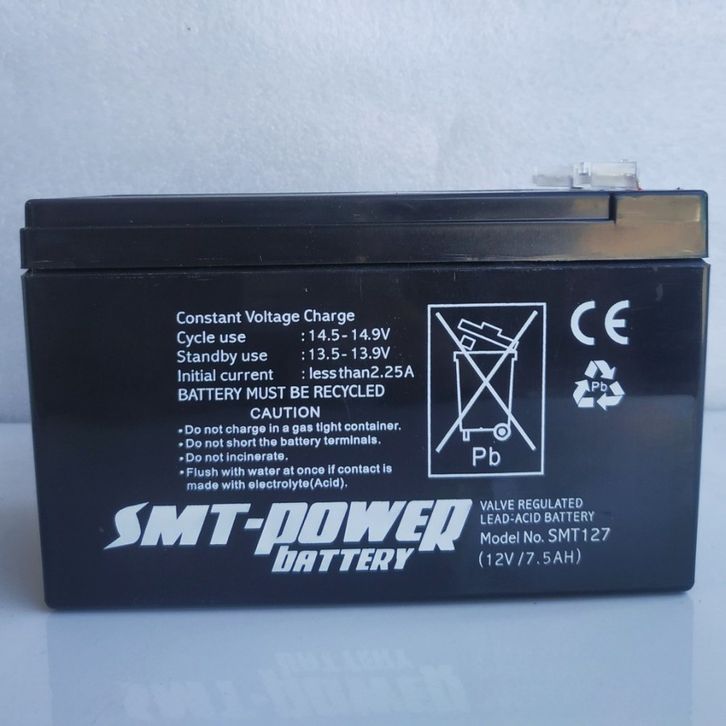 Constant Voltage Charge
Cycle use : 14.5 - 14.9V
Standby use : 13.5 - 13.9V
Initial current : less than2.25A
BATTERY MUST BE RECYCLED
CAUTION
• Do not charge in a gas tight container.
• Do not short the battery terminals.
• Do not incinerate.
• Flush with water at once if contact is
made with electrolyte(Acid).
Pb
CE
Pb
SMT-POWER
BATTERY
VALVE REGULATED
LEAD-ACID BATTERY
Model No. SMT127
(12V/7.5AH)